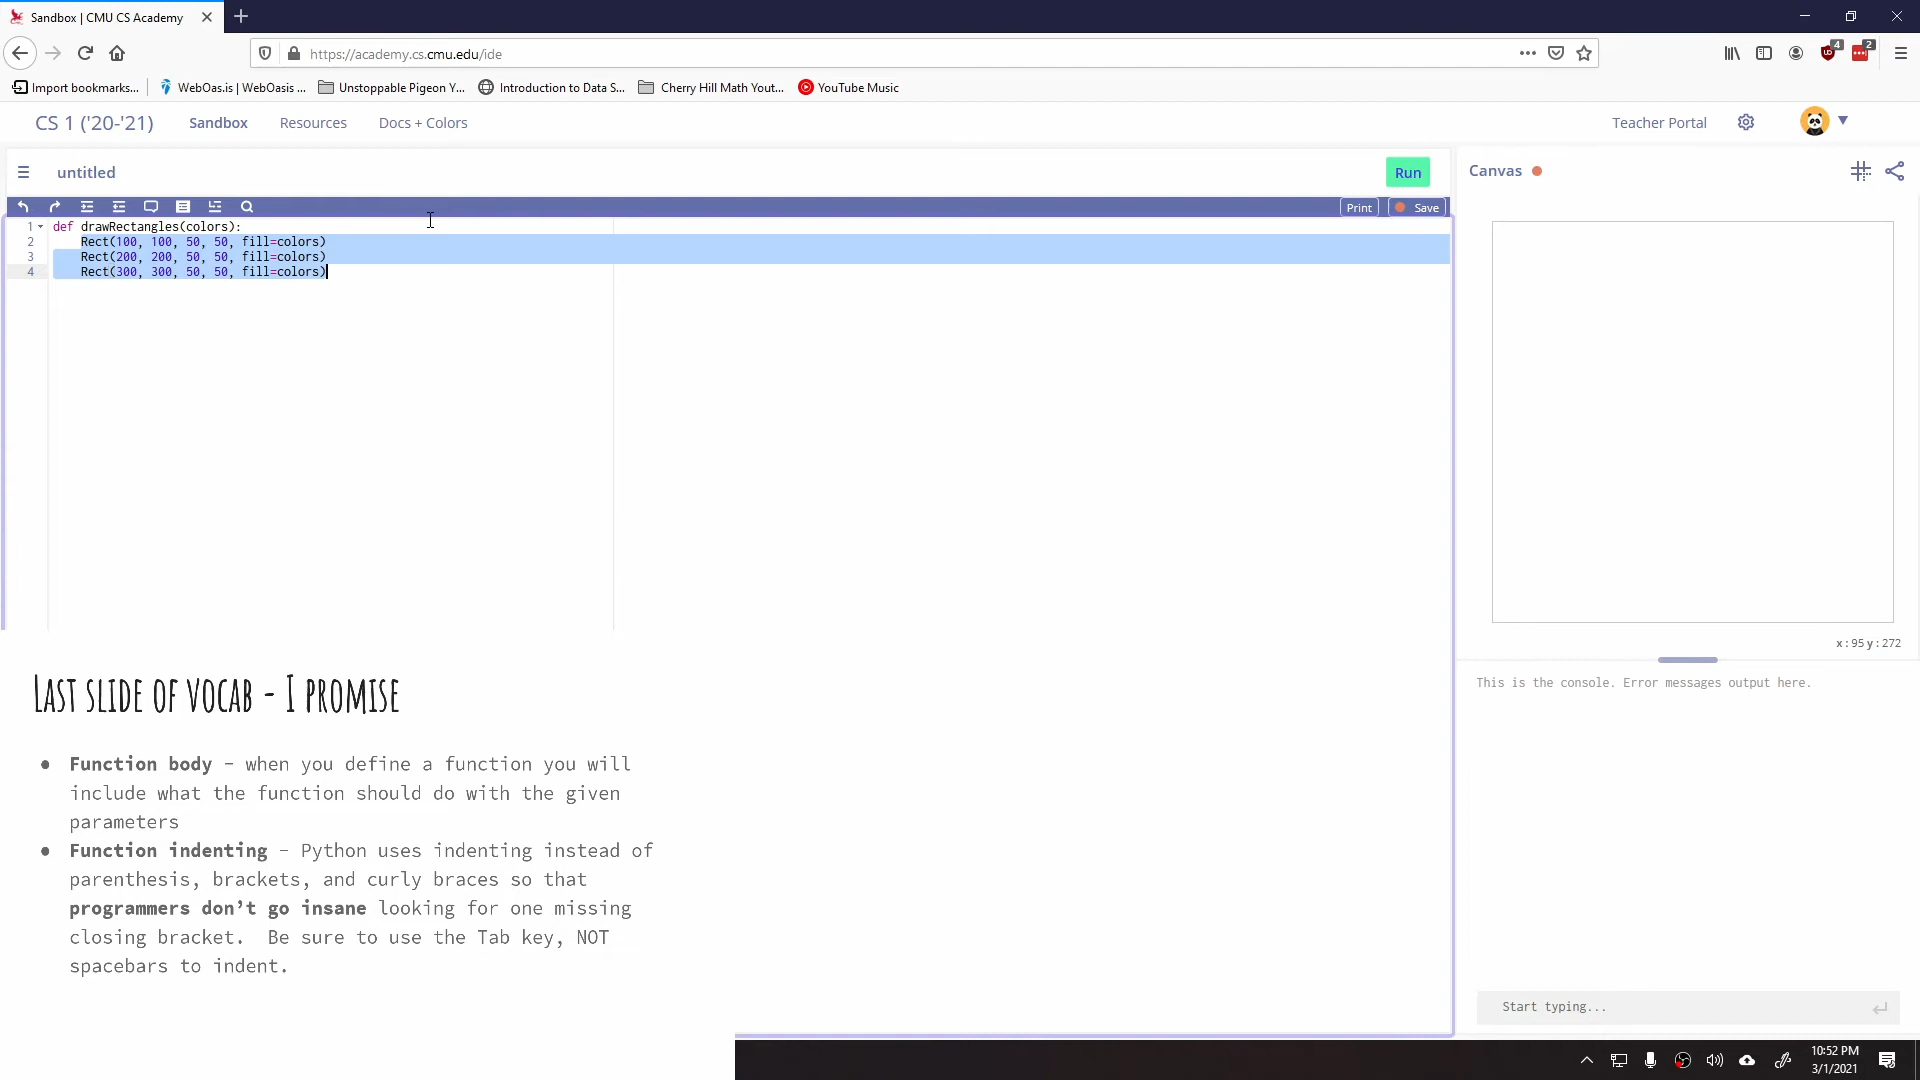 Sandbox | CMU CS Academy
https://academy.cs.cmu.edu/ide
4
2
Import bookmarks...
WebOas.is | WebOasis ...
Unstoppable Pigeon Y...
Introduction to Data S...
Cherry Hill Math Yout...
YouTube Music
CS 1 ('20-'21)
Sandbox
Resources
Docs + Colors
Teacher Portal
untitled
Run
Canvas
Print
Save
1 def drawRectangles(colors):
2 Rect(100, 100, 50, 50, fill=colors)
3 Rect(200, 200, 50, 50, fill=colors)
4 Rect(300, 300, 50, 50, fill=colors)
x:95 y:272
This is the console. Error messages output here.
Start typing...
Last slide of vocab - I promise
● Function body - when you define a function you will
include what the function should do with the given
parameters
● Function indenting - Python uses indenting instead of
parenthesis, brackets, and curly braces so that
programmers don't go insane looking for one missing
closing bracket. Be sure to use the Tab key, NOT
spacebars to indent.
10:52 PM
3/1/2021